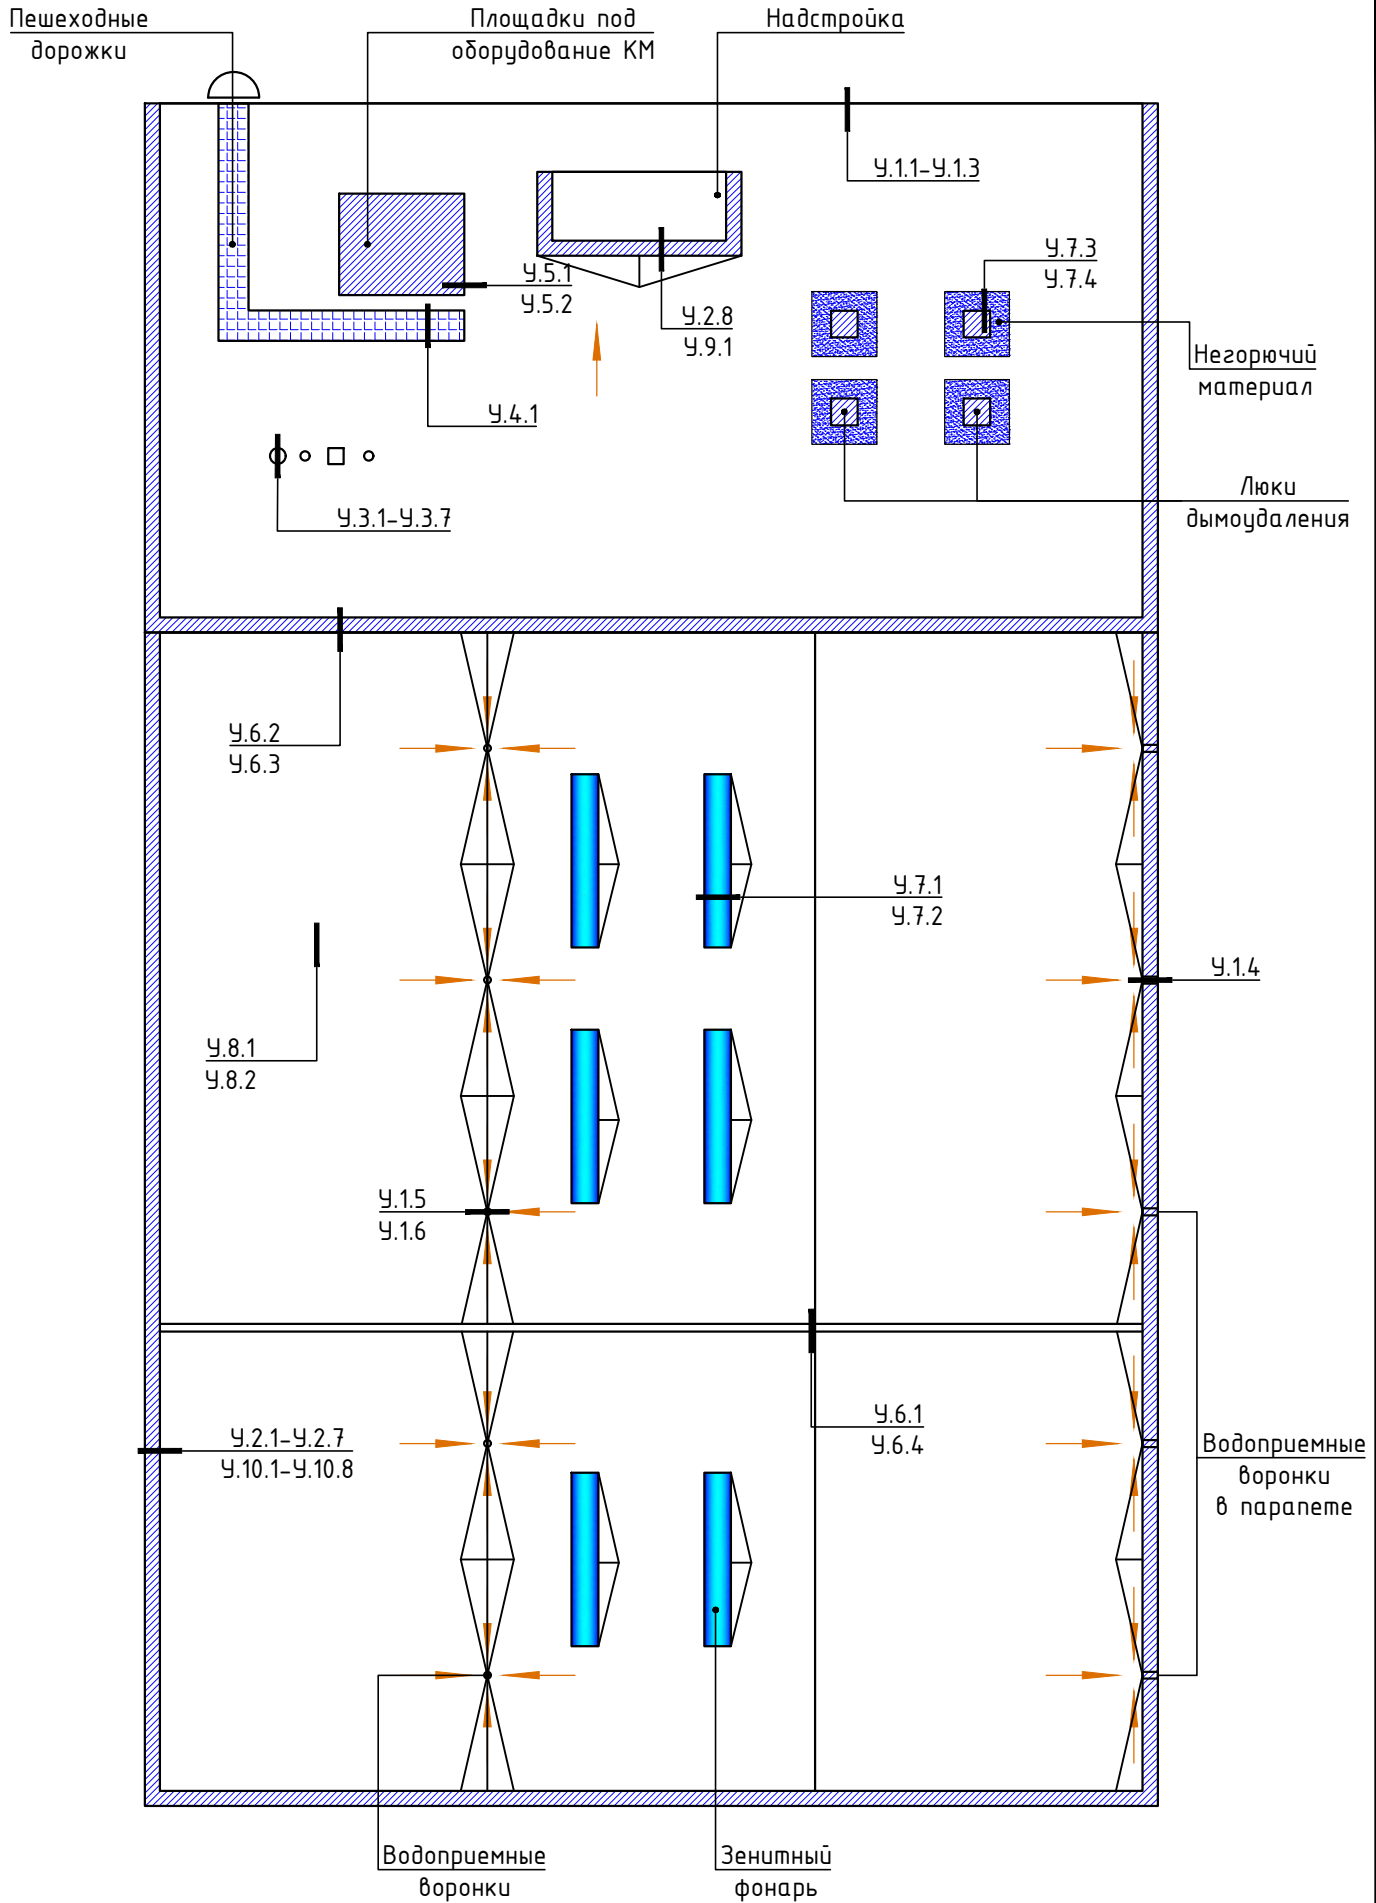 Пешеходные
дорожки
Площадки под
оборудование КМ
Надстройка
У.1.1-У.1.3
У.5.1
У.5.2
У.2.8
У.9.1
У.7.3
У.7.4
Негорючий
материал
У.4.1
У.3.1-У.3.7
Люки
дымоудаления
У.6.2
У.6.3
У.7.1
У.7.2
У.1.4
У.8.1
У.8.2
У.1.5
У.1.6
У.6.1
У.6.4
У.2.1-У.2.7
У.10.1-У.10.8
Водоприемные
воронки
в парапете
Водоприемные
воронки
Зенитный
фонарь